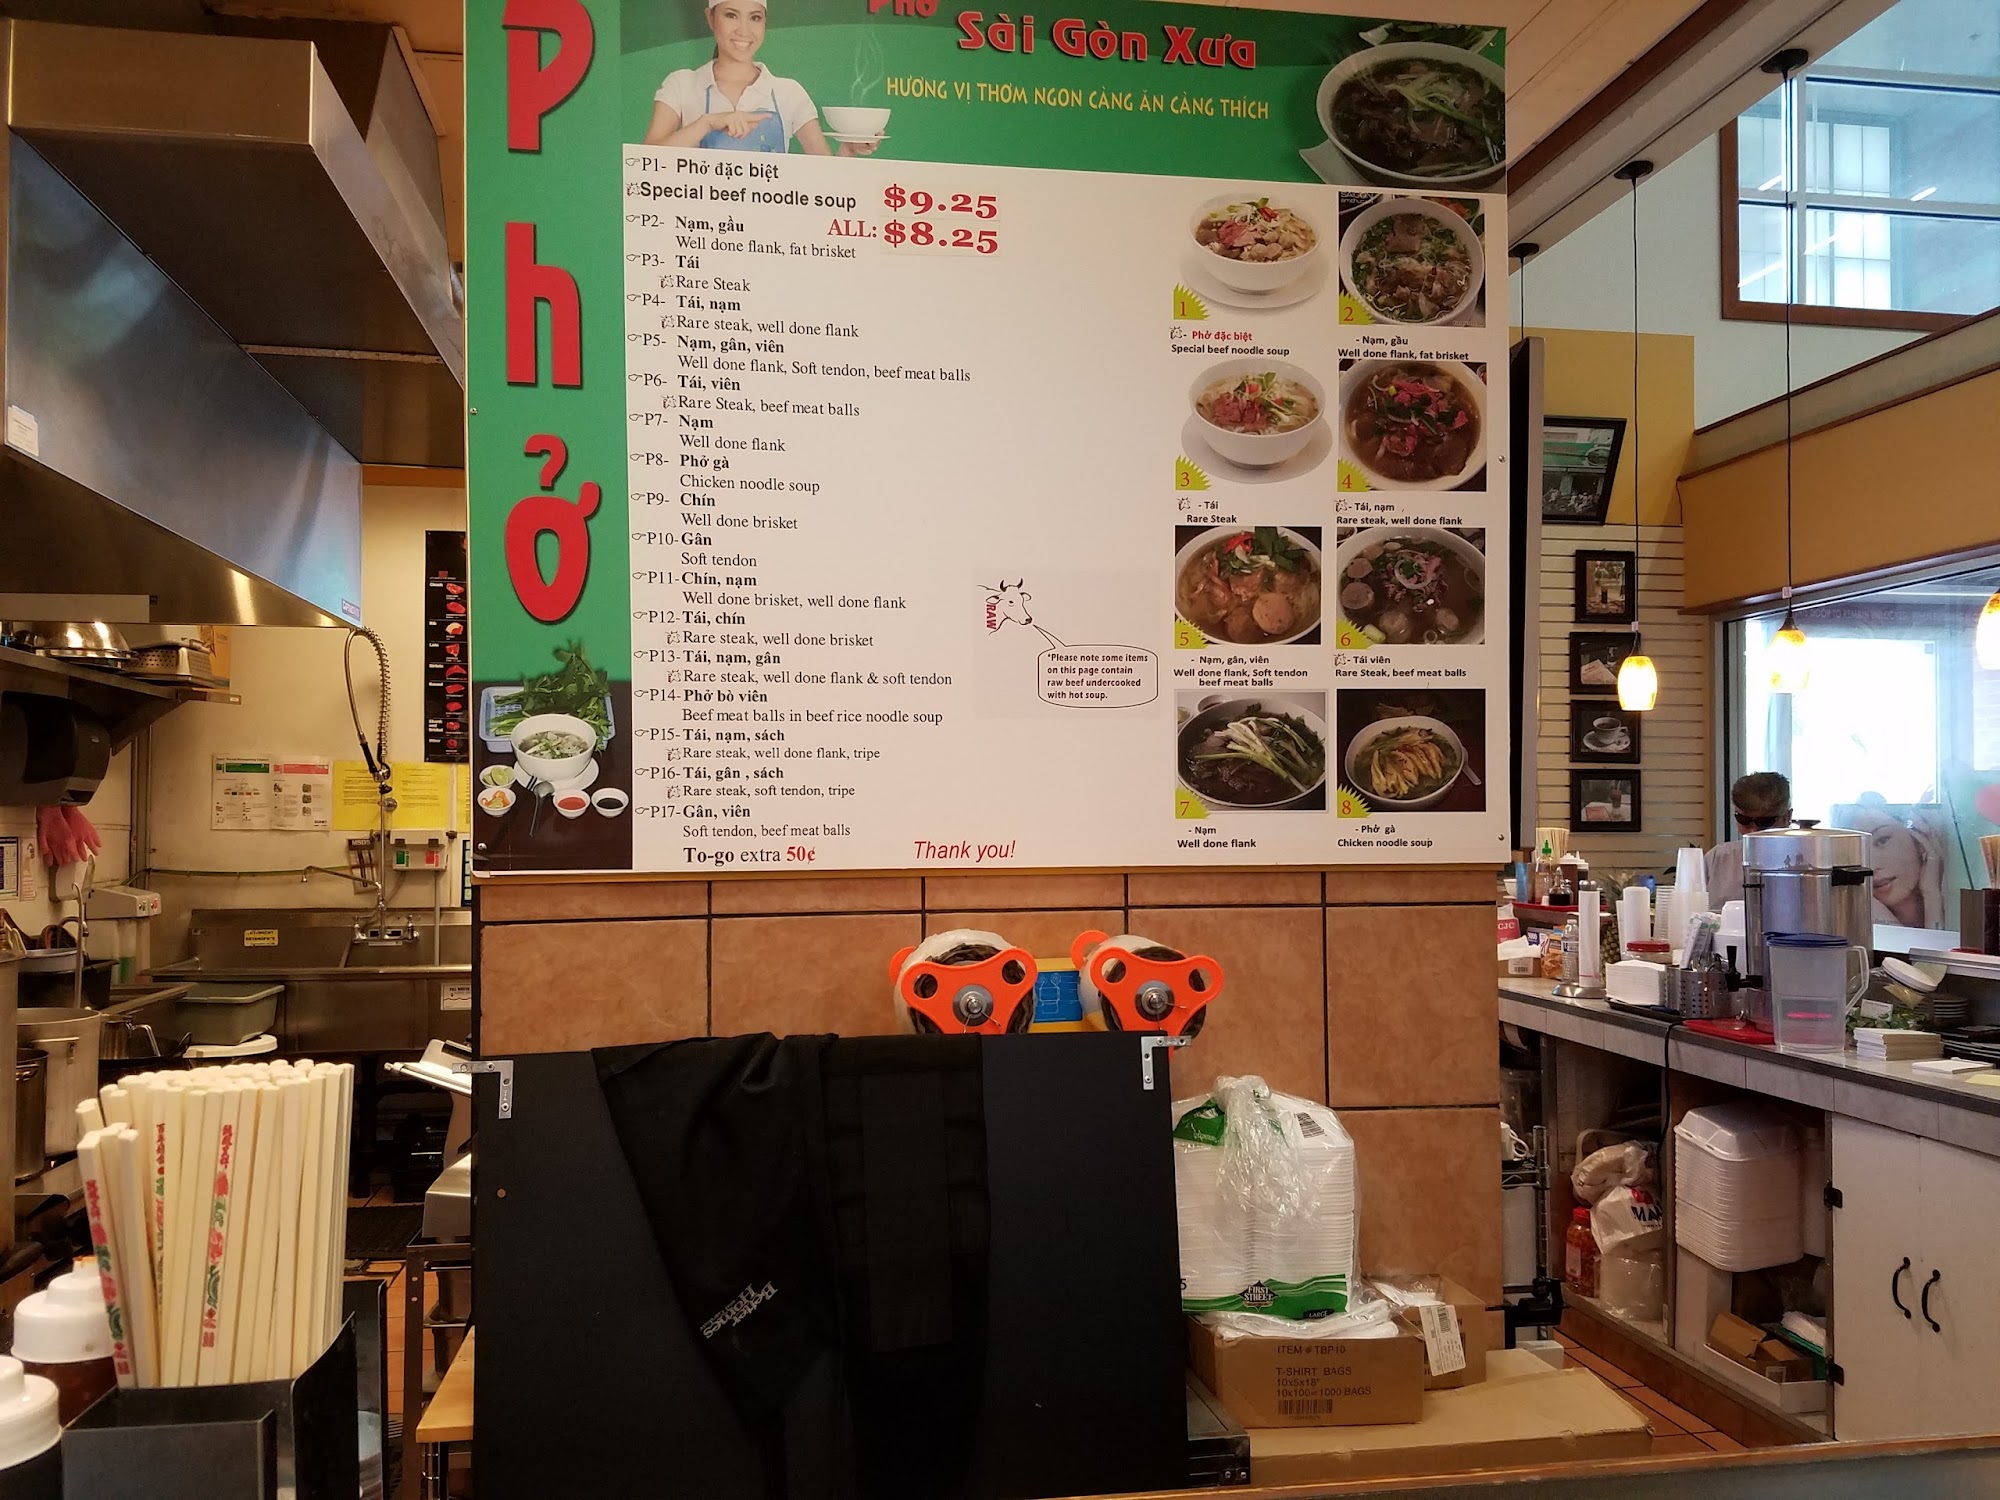 Phở
Phở
Sài Gòn Xưa
HƯƠNG VỊ THƠM NGON CÀNG ĂN CÀNG THÍCH
P1- Phở đặc biệt
Special beef noodle soup $9.25
P2- Nạm, gầu ALL: $8.25
Well done flank, fat brisket
P3- Tái
Rare Steak
P4- Tái, nạm
Rare steak, well done flank
P5- Nạm, gân, viên
Well done flank, Soft tendon, beef meat balls
P6- Tái, viên
Rare Steak, beef meat balls
P7- Nạm
Well done flank
P8- Phở gà
Chicken noodle soup
P9- Chín
Well done brisket
P10- Gân
Soft tendon
P11- Chín, nạm
Well done brisket, well done flank
P12- Tái, chín
Rare steak, well done brisket
P13- Tái, nạm, gân
Rare steak, well done flank & soft tendon
P14- Phở bò viên
Beef meat balls in beef rice noodle soup
P15- Tái, nạm, sách
Rare steak, well done flank, tripe
P16- Tái, gân , sách
Rare steak, soft tendon, tripe
P17- Gân, viên
Soft tendon, beef meat balls
To-go extra 50¢
Thank you!
RAW
*Please note some items
on this page contain
raw beef undercooked
with hot soup.
1
- Phở đặc biệt
Special beef noodle soup
2
- Nạm, gầu
Well done flank, fat brisket
3
- Tái
Rare Steak
4
- Tái, nạm
Rare steak, well done flank
5
- Nạm, gân, viên
Well done flank, Soft tendon
beef meat balls
6
- Tái viên
Rare Steak, beef meat balls
7
- Nạm
Well done flank
8
- Phở gà
Chicken noodle soup
MSDS
Better
Homes
FIRST
STREET
LARGE
ITEM # TBP10
T-SHIRT BAGS
10x5x18"
10x100=1000 BAGS
CJC